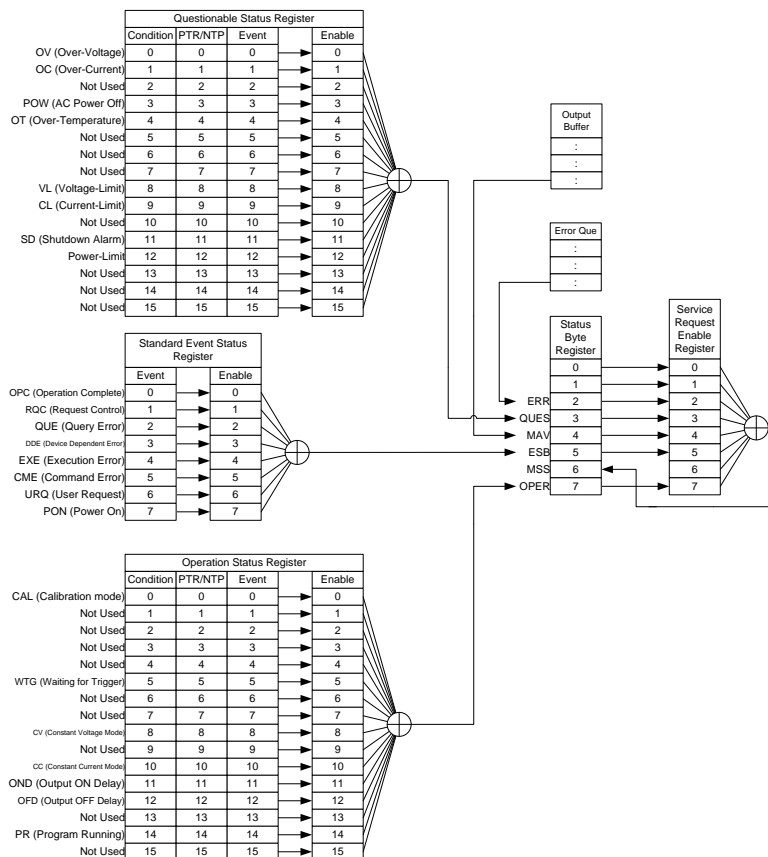 Questionable Status Register
Condition PTR/NTP Event Enable
OV (Over-Voltage) 0 0 0 0
OC (Over-Current) 1 1 1 1
Not Used 2 2 2 2
POW (AC Power Off) 3 3 3 3
OT (Over-Temperature) 4 4 4 4
Not Used 5 5 5 5
Not Used 6 6 6 6
Not Used 7 7 7 7
VL (Voltage-Limit) 8 8 8 8
CL (Current-Limit) 9 9 9 9
Not Used 10 10 10 10
SD (Shutdown Alarm) 11 11 11 11
Power-Limit 12 12 12 12
Not Used 13 13 13 13
Not Used 14 14 14 14
Not Used 15 15 15 15
Output
Buffer
:
:
:
Error Que
:
:
:
Standard Event Status
Register
Event Enable
OPC (Operation Complete) 0 0
RQC (Request Control) 1 1
QUE (Query Error) 2 2
DDE (Device Dependent Error) 3 3
EXE (Execution Error) 4 4
CME (Command Error) 5 5
URQ (User Request) 6 6
PON (Power On) 7 7
Status
Byte
Register
Service
Request
Enable
Register
0 0
1 1
ERR 2 2
QUES 3 3
MAV 4 4
ESB 5 5
MSS 6 6
OPER 7 7
Operation Status Register
Condition PTR/NTP Event Enable
CAL (Calibration mode) 0 0 0 0
Not Used 1 1 1 1
Not Used 2 2 2 2
Not Used 3 3 3 3
Not Used 4 4 4 4
WTG (Waiting for Trigger) 5 5 5 5
Not Used 6 6 6 6
Not Used 7 7 7 7
CV (Constant Voltage Mode) 8 8 8 8
Not Used 9 9 9 9
CC (Constant Current Mode) 10 10 10 10
OND (Output ON Delay) 11 11 11 11
OFD (Output OFF Delay) 12 12 12 12
Not Used 13 13 13 13
PR (Program Running) 14 14 14 14
Not Used 15 15 15 15